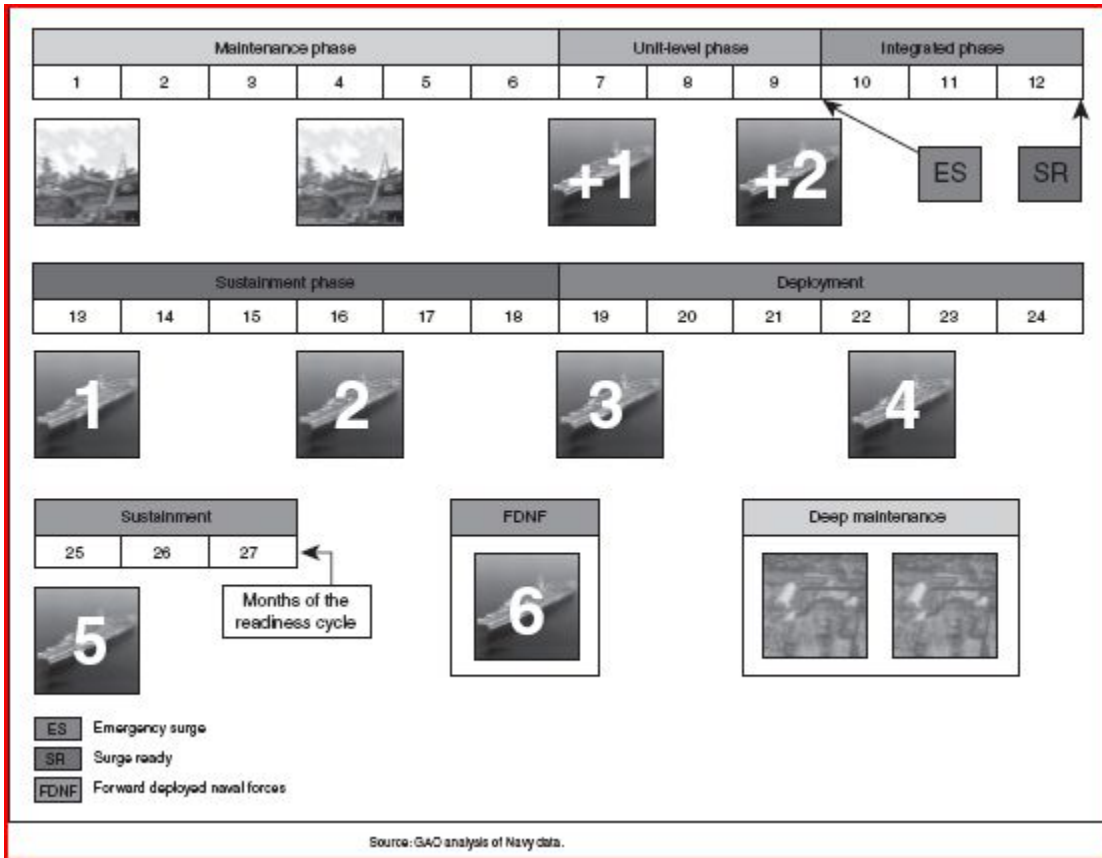 Maintenance phase Unit-level phase Integrated phase
1 2 3 4 5 6 7 8 9 10 11 12
+1 +2 ES SR
Sustainment phase Deployment
13 14 15 16 17 18 19 20 21 22 23 24
1 2 3 4
Sustainment FDNF Deep maintenance
25 26 27
Months of the
readiness cycle
5 6
ES Emergency surge
SR Surge ready
FDNF Forward deployed naval forces
Source: GAO analysis of Navy data.